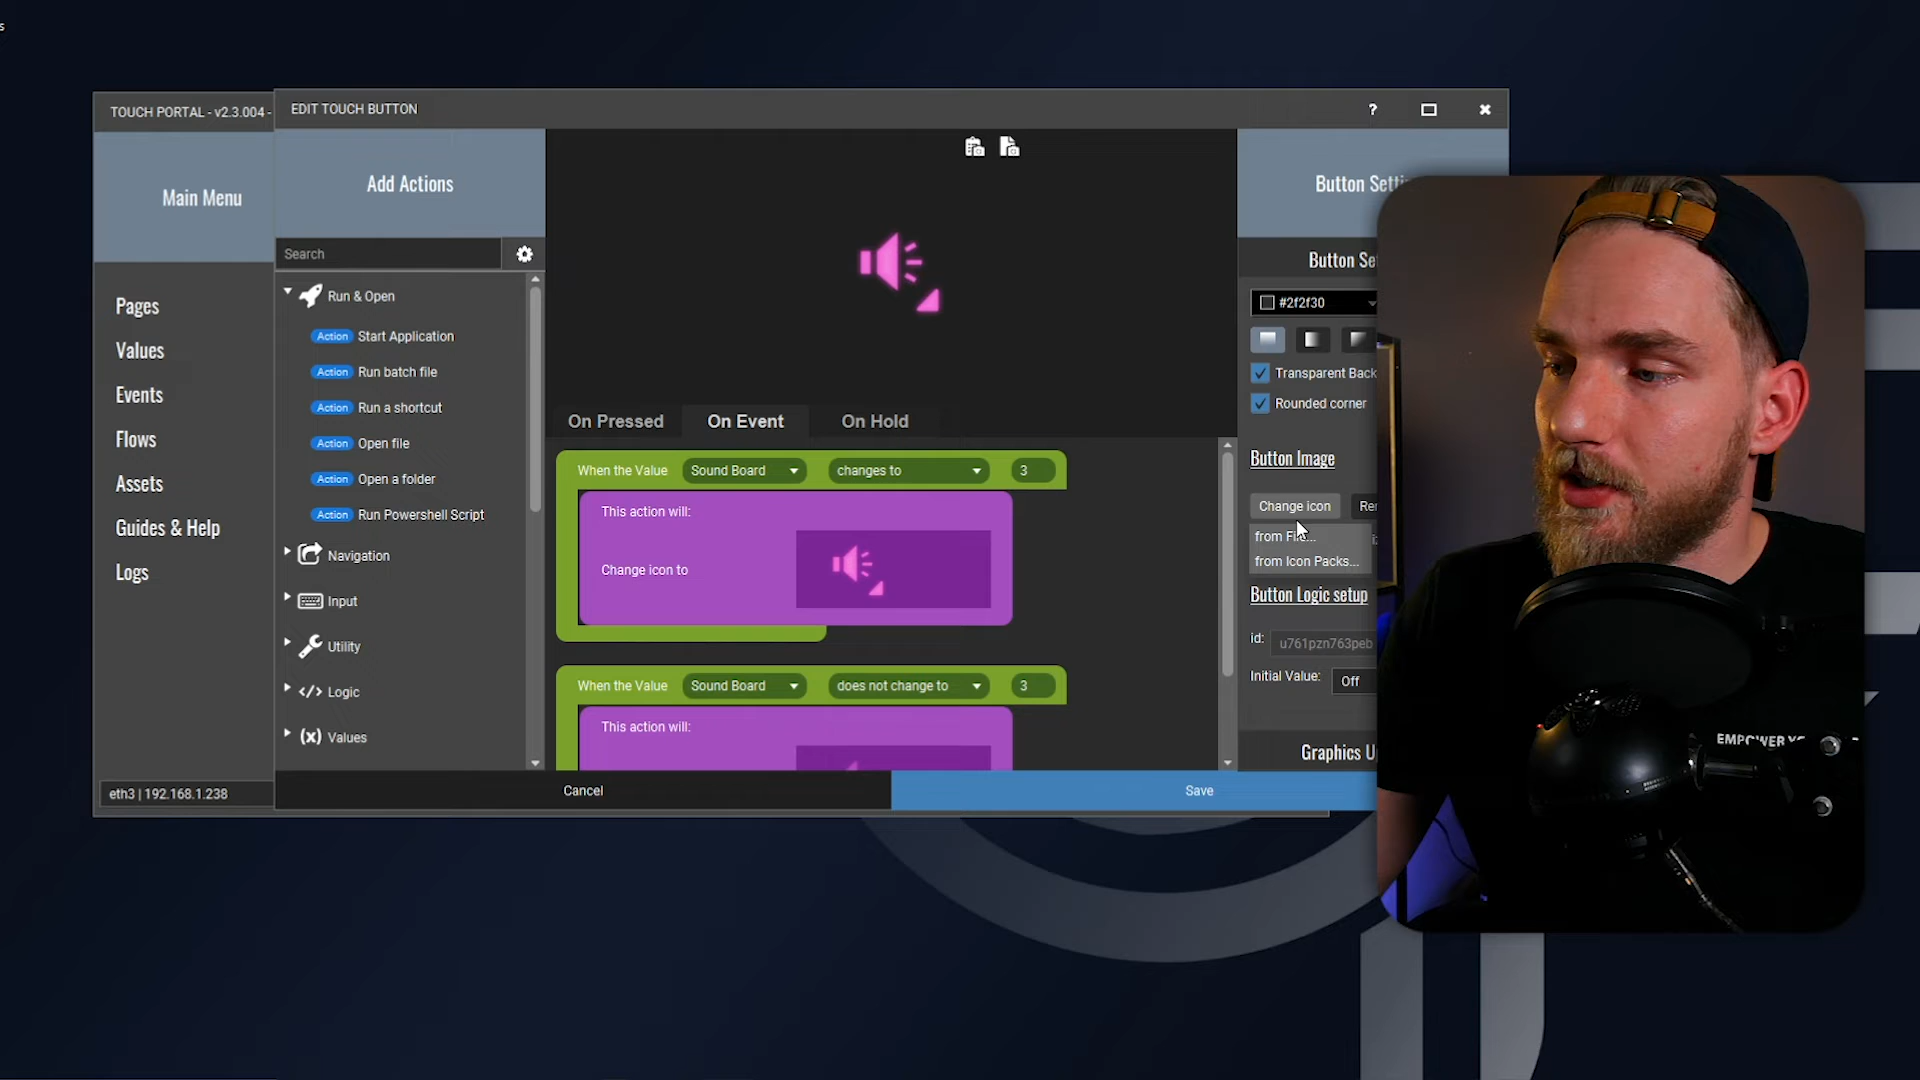 s
TOUCH PORTAL - v2.3.004 -
EDIT TOUCH BUTTON
?
Main Menu
Add Actions
Button Setti
Search
Button Se
Pages
Values
Events
Flows
Assets
Guides & Help
Logs
eth3 | 192.168.1.238
Run & Open
Action Start Application
Action Run batch file
Action Run a shortcut
Action Open file
Action Open a folder
Action Run Powershell Script
Navigation
Input
Utility
</> Logic
(x) Values
On Pressed
On Event
On Hold
When the Value Sound Board changes to 3
This action will:
Change icon to
When the Value Sound Board does not change to 3
This action will:
#2f2f30
Transparent Back
Rounded corner
Button Image
Change icon
from Fil...
from Icon Packs...
Button Logic setup
id: u761pzn763peb
Initial Value: Off
Graphics U
Cancel
Save
EMPOWER